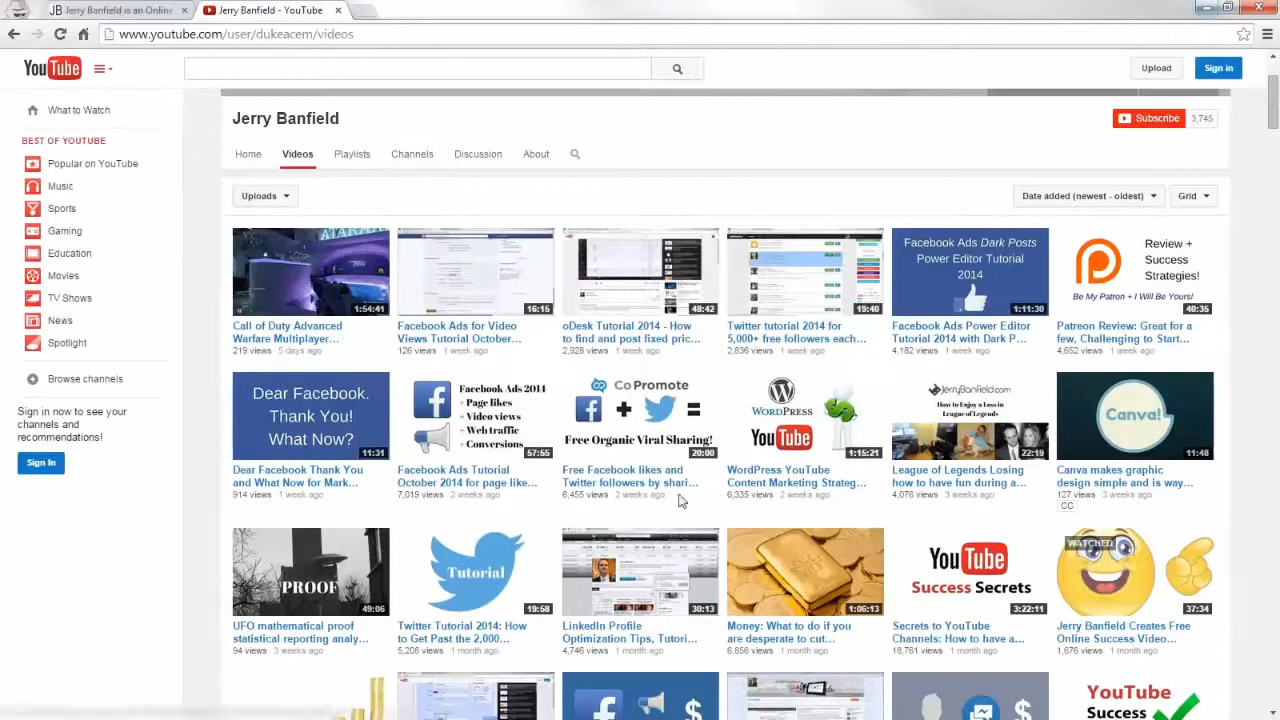 JB Jerry Banfield is an Online
Jerry Banfield - YouTube
www.youtube.com/user/dukeacem/videos
YouTube
Upload
Sign in
What to Watch
BEST OF YOUTUBE
Popular on YouTube
Music
Sports
Gaming
Education
Movies
TV Shows
News
Spotlight
Browse channels
Sign in now to see your
channels and
recommendations!
Sign In
Jerry Banfield
Subscribe 3,745
Home Videos Playlists Channels Discussion About
Uploads
Date added (newest - oldest)
Grid
1:54:41
Call of Duty Advanced
Warfare Multiplayer...
219 views 5 days ago
16:15
Facebook Ads for Video
Views Tutorial October...
126 views 1 week ago
48:42
oDesk Tutorial 2014 - How
to find and post fixed pric...
2,928 views 1 week ago
19:40
Twitter tutorial 2014 for
5,000+ free followers each...
2,836 views 1 week ago
Facebook Ads Dark Posts
Power Editor Tutorial
2014
1:11:30
Facebook Ads Power Editor
Tutorial 2014 with Dark P...
4,182 views 1 week ago
Review +
Success
Strategies!
Be My Patron + I Will Be Yours!
40:35
Patreon Review: Great for a
few, Challenging to Start...
4,652 views 1 week ago
Dear Facebook.
Thank You!
What Now?
11:31
Dear Facebook Thank You
and What Now for Mark...
914 views 1 week ago
Facebook Ads 2014
+ Page likes
+ Video views
+ Web traffic
+ Conversions
57:55
Facebook Ads Tutorial
October 2014 for page like...
7,019 views 2 weeks ago
CoPromote
+ =
Free Organic Viral Sharing!
20:00
Free Facebook likes and
Twitter followers by shari...
6,455 views 2 weeks ago
WORDPRESS
YouTube
1:15:21
WordPress YouTube
Content Marketing Strateg...
6,335 views 2 weeks ago
JerryBanfield.com
How to Enjoy a Loss in
League of Legends
22:19
League of Legends Losing
how to have fun during a...
4,076 views 3 weeks ago
Canva!
11:48
Canva makes graphic
design simple and is way...
127 views 3 weeks ago
CC
PROOF
49:06
UFO mathematical proof
statistical reporting analy...
94 views 3 weeks ago
Tutorial
19:58
Twitter Tutorial 2014: How
to Get Past the 2,000...
5,208 views 1 month ago
30:13
LinkedIn Profile
Optimization Tips, Tutori...
4,746 views 1 month ago
1:06:13
Money: What to do if you
are desperate to cut...
6,856 views 1 month ago
YouTube
Success Secrets
3:22:11
Secrets to YouTube
Channels: How to have a...
18,761 views 1 month ago
WATCHED
37:34
Jerry Banfield Creates Free
Online Success Video...
1,676 views 1 month ago
$
$
YouTube
Success